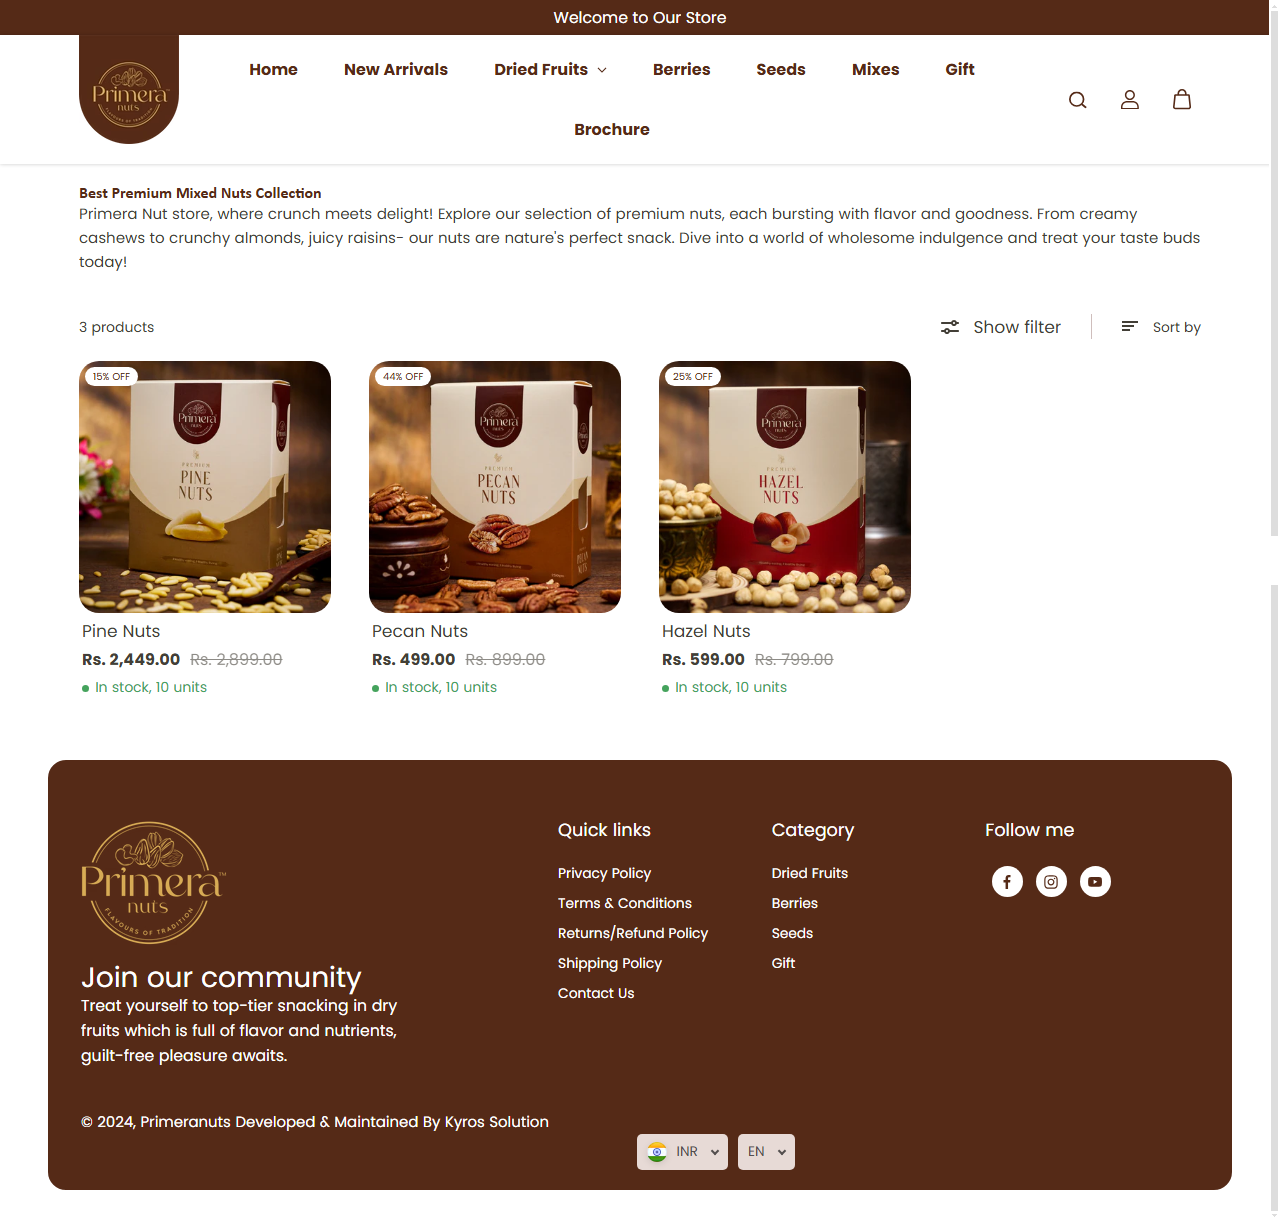 Welcome to Our Store
Primera
nuts
FLAVOURS OF TRADITION
Home New Arrivals Dried Fruits Berries Seeds Mixes Gift
Brochure
Best Premium Mixed Nuts Collection
Primera Nut store, where crunch meets delight! Explore our selection of premium nuts, each bursting with flavor and goodness. From creamy
cashews to crunchy almonds, juicy raisins- our nuts are nature's perfect snack. Dive into a world of wholesome indulgence and treat your taste buds
today!
3 products Show filter Sort by
15% OFF 44% OFF 25% OFF
Primera
nuts
PREMIUM
PINE
NUTS
Primera
nuts
PREMIUM
PECAN
NUTS
PECAN
NUTS
Primera
nuts
PREMIUM
HAZEL
NUTS
Pine Nuts Pecan Nuts Hazel Nuts
Rs. 2,449.00 Rs. 2,899.00 Rs. 499.00 Rs. 899.00 Rs. 599.00 Rs. 799.00
In stock, 10 units In stock, 10 units In stock, 10 units
Primera™
nuts
FLAVOURS OF TRADITION
Join our community
Treat yourself to top-tier snacking in dry
fruits which is full of flavor and nutrients,
guilt-free pleasure awaits.
Quick links
Privacy Policy
Terms & Conditions
Returns/Refund Policy
Shipping Policy
Contact Us
Category
Dried Fruits
Berries
Seeds
Gift
Follow me
© 2024, Primeranuts Developed & Maintained By Kyros Solution
INR EN